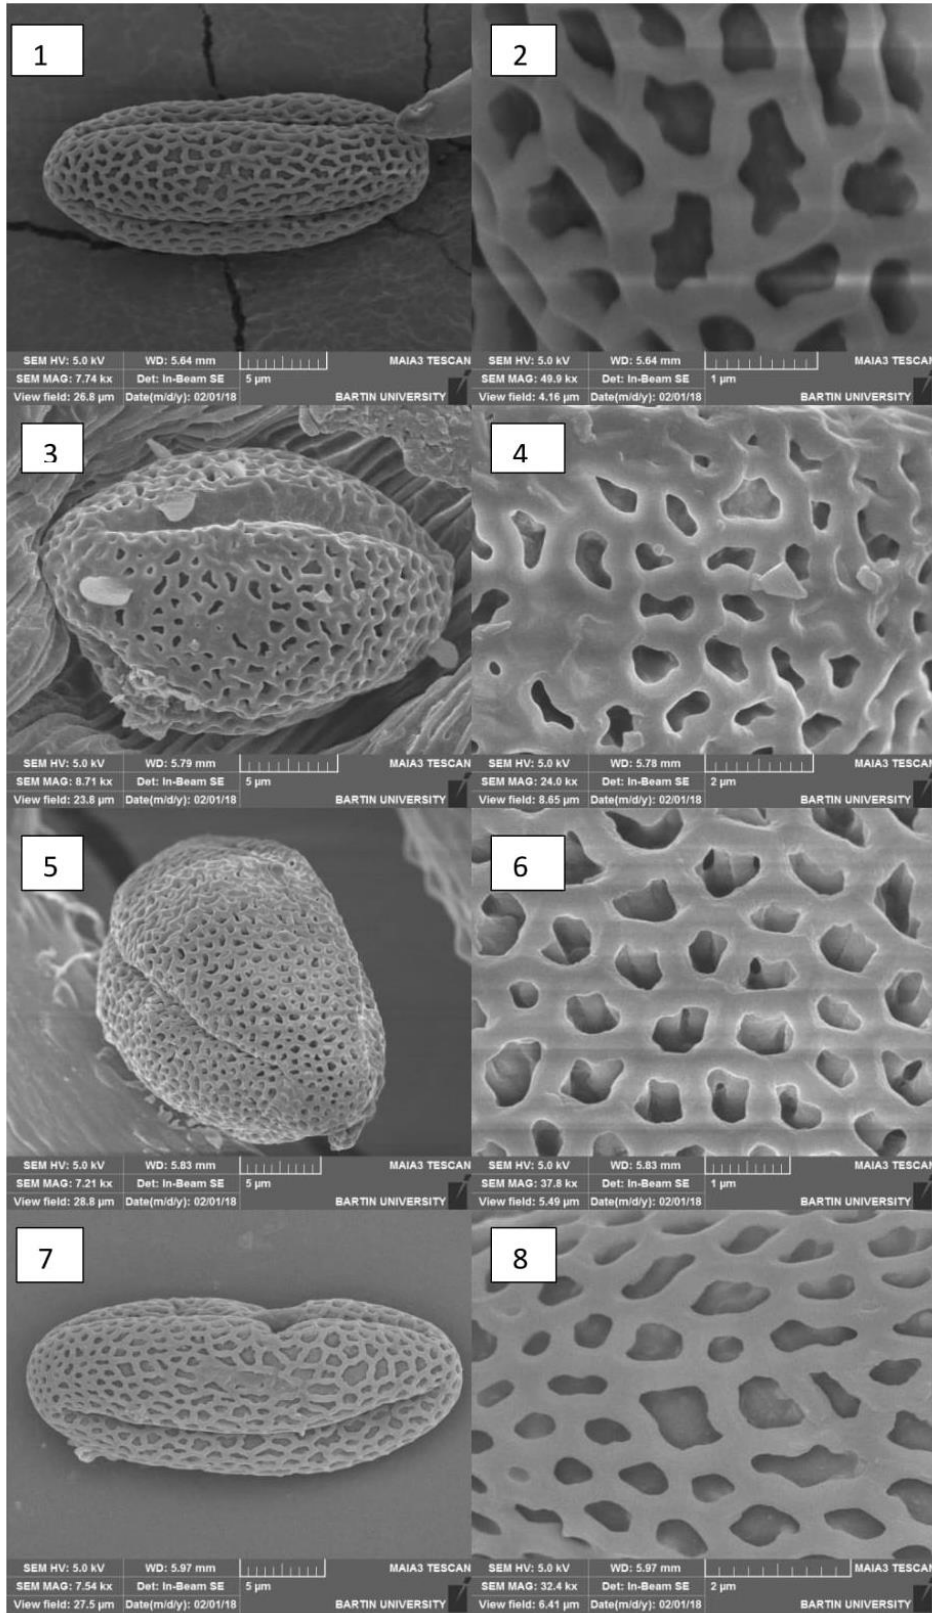 1
SEM HV: 5.0 kV WD: 5.64 mm MAIA3 TESCAN
SEM MAG: 7.74 kx Det: In-Beam SE 5 µm
View field: 26.8 µm Date(m/d/y): 02/01/18 BARTIN UNIVERSITY
2
SEM HV: 5.0 kV WD: 5.64 mm MAIA3 TESCAN
SEM MAG: 49.9 kx Det: In-Beam SE 1 µm
View field: 4.16 µm Date(m/d/y): 02/01/18 BARTIN UNIVERSITY
3
SEM HV: 5.0 kV WD: 5.79 mm MAIA3 TESCAN
SEM MAG: 8.71 kx Det: In-Beam SE 5 µm
View field: 23.8 µm Date(m/d/y): 02/01/18 BARTIN UNIVERSITY
4
SEM HV: 5.0 kV WD: 5.78 mm MAIA3 TESCAN
SEM MAG: 24.0 kx Det: In-Beam SE 2 µm
View field: 8.65 µm Date(m/d/y): 02/01/18 BARTIN UNIVERSITY
5
SEM HV: 5.0 kV WD: 5.83 mm MAIA3 TESCAN
SEM MAG: 7.21 kx Det: In-Beam SE 5 µm
View field: 28.8 µm Date(m/d/y): 02/01/18 BARTIN UNIVERSITY
6
SEM HV: 5.0 kV WD: 5.83 mm MAIA3 TESCAN
SEM MAG: 37.8 kx Det: In-Beam SE 1 µm
View field: 5.49 µm Date(m/d/y): 02/01/18 BARTIN UNIVERSITY
7
SEM HV: 5.0 kV WD: 5.97 mm MAIA3 TESCAN
SEM MAG: 7.54 kx Det: In-Beam SE 5 µm
View field: 27.5 µm Date(m/d/y): 02/01/18 BARTIN UNIVERSITY
8
SEM HV: 5.0 kV WD: 5.97 mm MAIA3 TESCAN
SEM MAG: 32.4 kx Det: In-Beam SE 2 µm
View field: 6.41 µm Date(m/d/y): 02/01/18 BARTIN UNIVERSITY